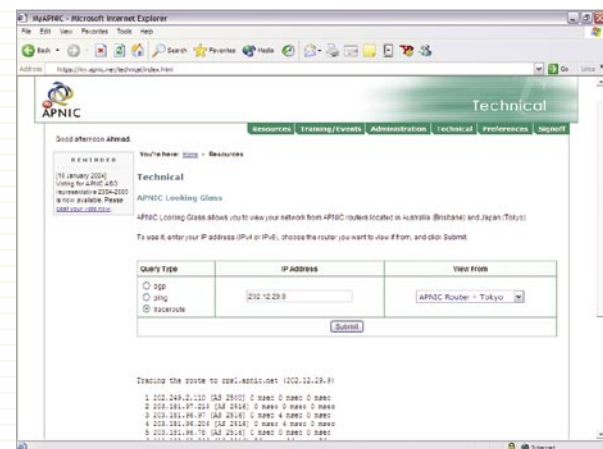 MyAPNIC - Microsoft Internet Explorer
File Edit View Favorites Tools Help
Back Search Favorites Media
Address https://my.apnic.net/technical/index.html Go Links
APNIC
Technical
Resources Training/Events Administration Technical Preferences Signoff
Good afternoon Ahmad.
REMINDER
[16 January 2004]
Voting for APNIC ASO
representative 2004-2005
is now available. Please
cast your vote now.
You're here: Home > Resources
Technical
APNIC Looking Glass
APNIC Looking Glass allows you to view your network from APNIC routers located in Australia (Brisbane) and Japan (Tokyo)
To use it, enter your IP address (IPv4 or IPv6), choose the router you want to view it from, and click Submit.
Query Type IP Address View From
bgp
ping
traceroute
202.12.29.9
APNIC Router - Tokyo
Submit
Tracing the route to
(202.12.29.9)
1 202.249.2.110 [AS 2500] 0 msec 0 msec 0 msec
2 203.181.97.213 [AS 2516] 0 msec 0 msec 0 msec
3 203.181.96.97 [AS 2516] 0 msec 4 msec 0 msec
4 203.181.96.206 [AS 2516] 0 msec 4 msec 0 msec
5 203.181.96.78 [AS 2516] 0 msec 0 msec 0 msec
Internet